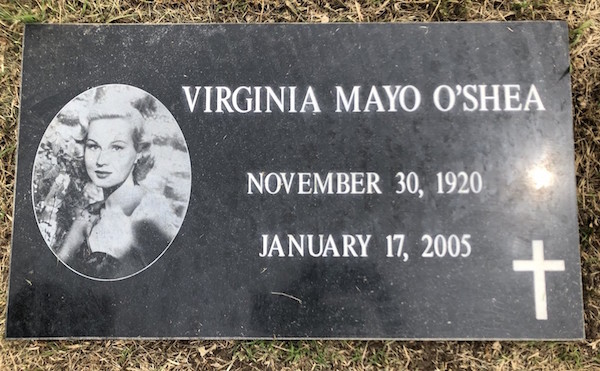 VIRGINIA MAYO O'SHEA
NOVEMBER 30, 1920
JANUARY 17, 2005